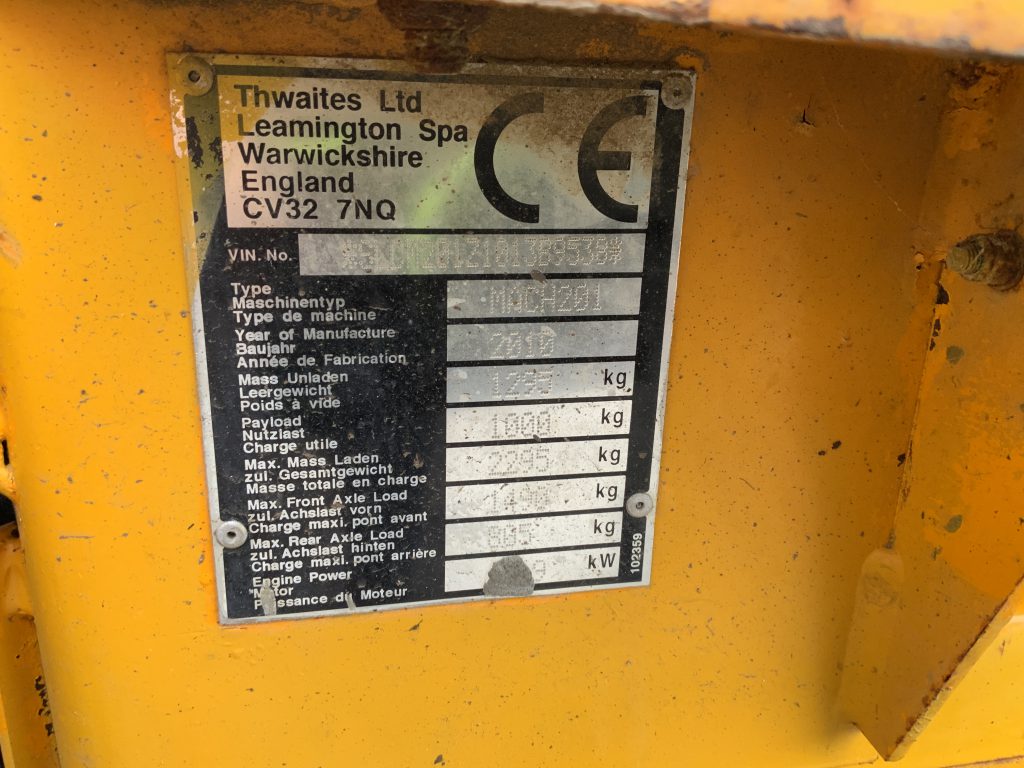 Thwaites Ltd
Leamington Spa
Warwickshire
England
CV32 7NQ
CE
VIN. No.
Type
Maschinentyp
Type de machine
MACH201
Year of Manufacture
Baujahr
Année de Fabrication
2010
Mass Unladen
Leergewicht
Poids à vide
1295 kg
Payload
Nutzlast
Charge utile
1000 kg
Max. Mass Laden
zul. Gesamtgewicht
Masse totale en charge
2295 kg
Max. Front Axle Load
zul. Achslast vorn
Charge maxi. pont avant
1490 kg
Max. Rear Axle Load
zul. Achslast hinten
Charge maxi. pont arrière
805 kg
Engine Power
Motor
Puissance du Moteur
kW
102359